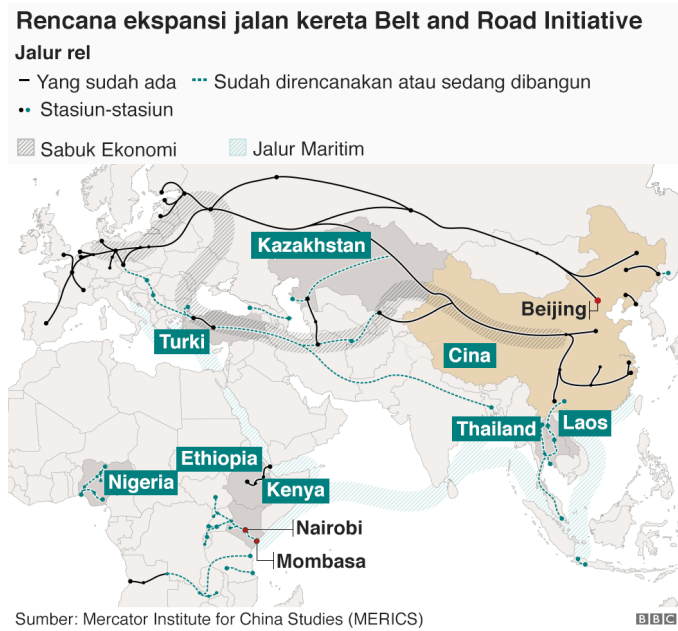 Rencana ekspansi jalan kereta Belt and Road Initiative
Jalur rel
Yang sudah ada
Sudah direncanakan atau sedang dibangun
Stasiun-stasiun
Sabuk Ekonomi
Jalur Maritim
Kazakhstan
Beijing
Turki
Cina
Thailand
Laos
Ethiopia
Nigeria
Kenya
Nairobi
Mombasa
Sumber: Mercator Institute for China Studies (MERICS)
BBC